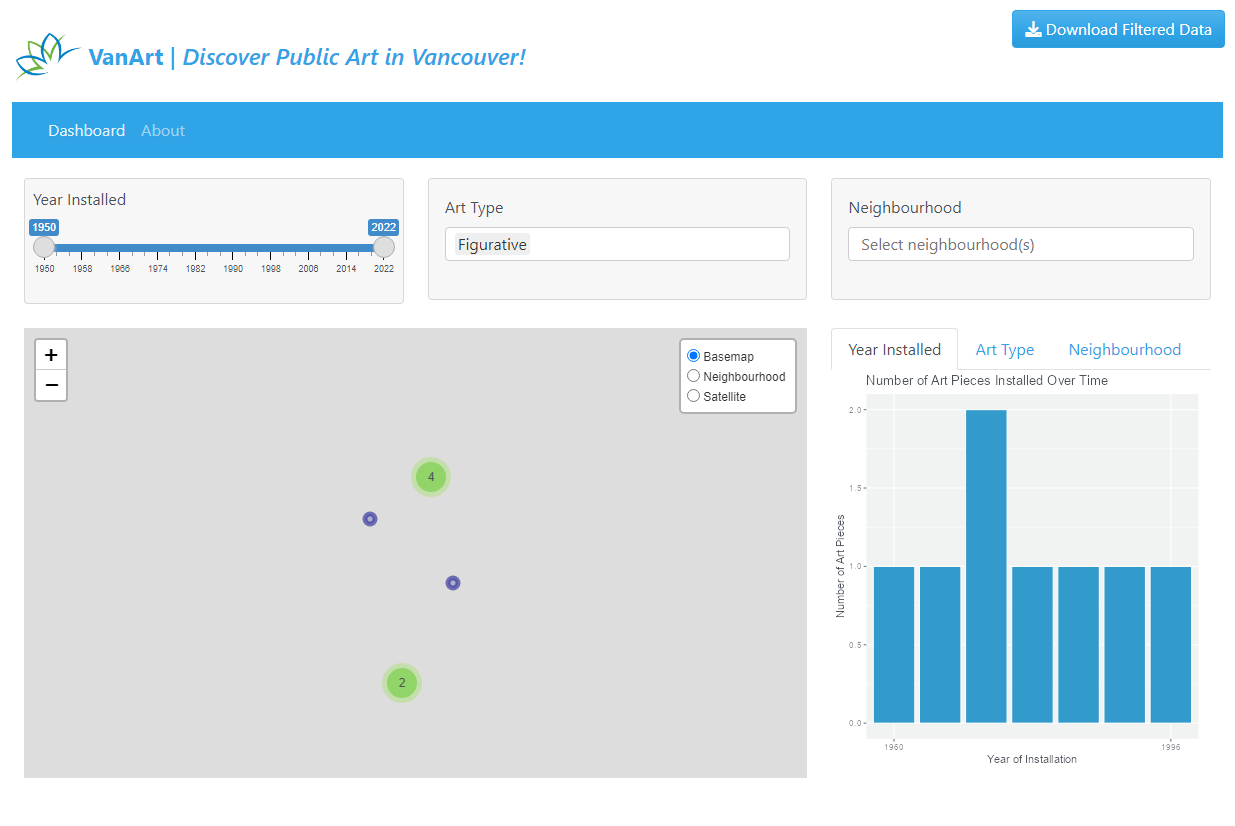 Download Filtered Data
VanArt | Discover Public Art in Vancouver!
Dashboard About
Year Installed
1950 2022
1950 1958 1966 1974 1982 1990 1998 2006 2014 2022
Art Type
Figurative
Neighbourhood
Select neighbourhood(s)
+
−
Basemap
Neighbourhood
Satellite
4
2
Year Installed Art Type Neighbourhood
Number of Art Pieces Installed Over Time
Number of Art Pieces
2.0
1.5
1.0
0.5
0.0
1960 1996
Year of Installation